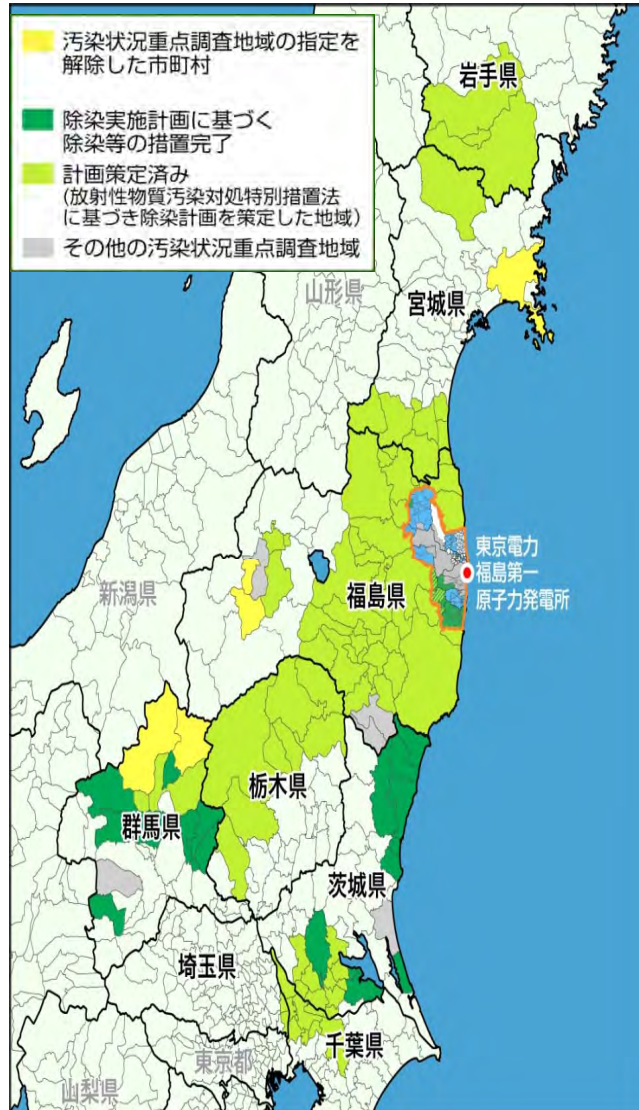 汚染状況重点調査地域の指定を
解除した市町村
除染実施計画に基づく
除染等の措置完了
計画策定済み
(放射性物質汚染対処特別措置法
に基づき除染計画を策定した地域)
その他の汚染状況重点調査地域
岩手県
山形県
宮城県
東京電力
福島第一
原子力発電所
新潟県
福島県
栃木県
群馬県
茨城県
埼玉県
千葉県
東京都
山梨県